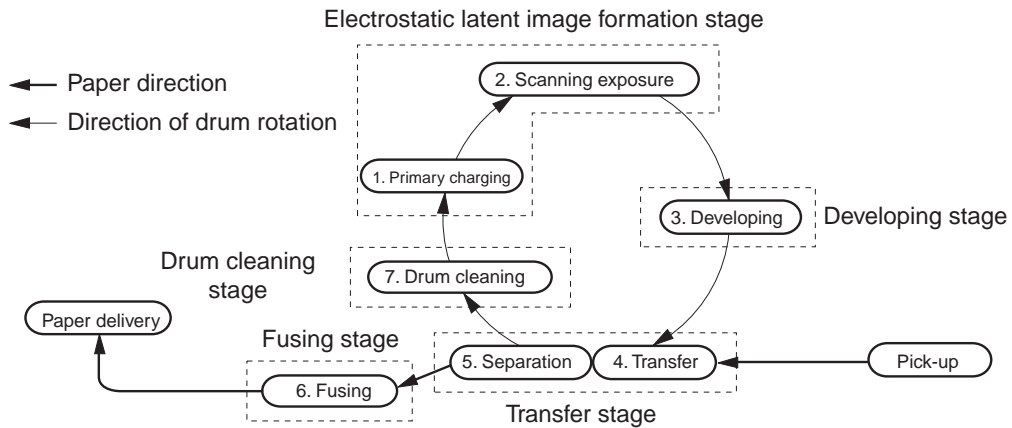 Electrostatic latent image formation stage
2. Scanning exposure
Paper direction
Direction of drum rotation
1. Primary charging
3. Developing
Developing stage
Drum cleaning
stage
7. Drum cleaning
Paper delivery
Fusing stage
5. Separation
4. Transfer
Pick-up
6. Fusing
Transfer stage